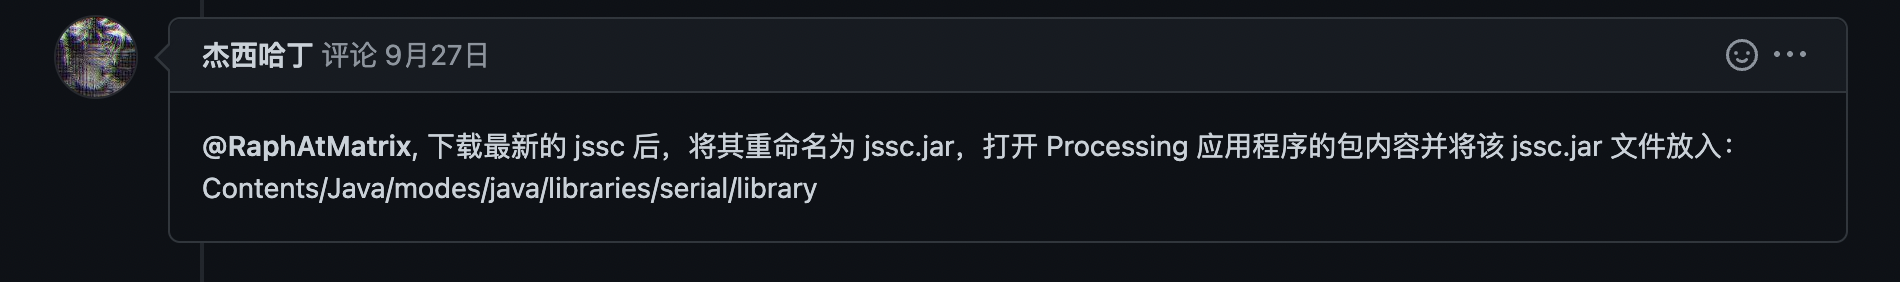 杰西哈丁 评论 9月27日
@RaphAtMatrix, 下载最新的 jssc 后，将其重命名为 jssc.jar，打开 Processing 应用程序的包内容并将该 jssc.jar 文件放入：
Contents/Java/modes/java/libraries/serial/library